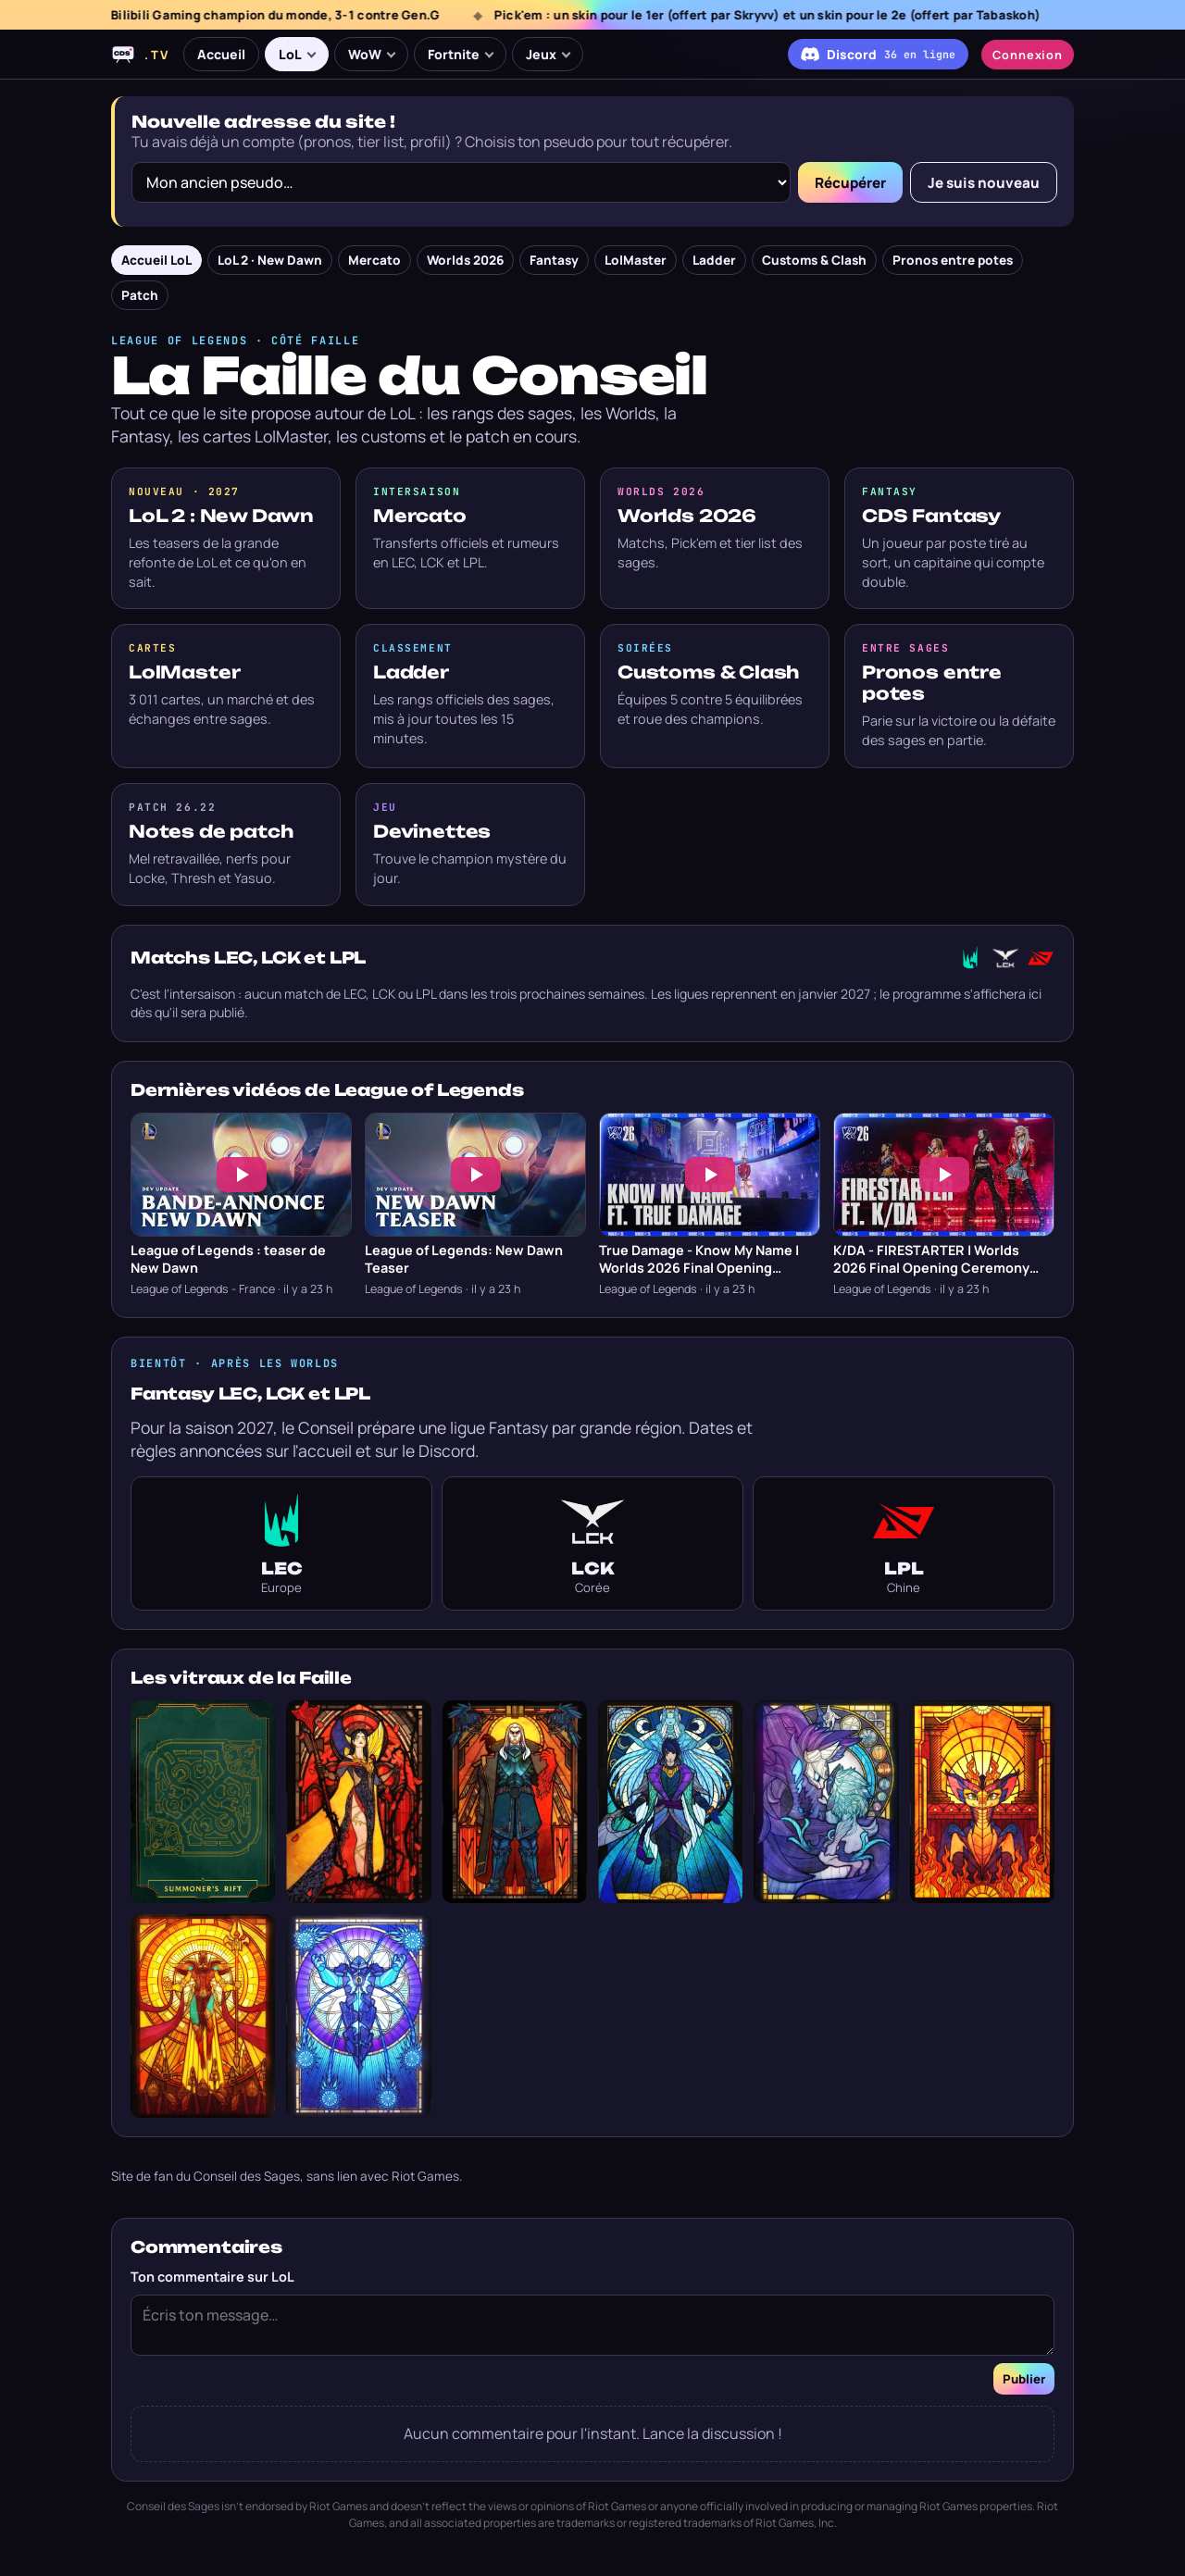 Bilibili Gaming champion du monde, 3-1 contre Gen.G ◆ Pick'em : un skin pour le 1er (offert par Skryvv) et un skin pour le 2e (offert par Tabaskoh)
CDS .TV Accueil LoL WoW Fortnite Jeux Discord 36 en ligne Connexion
Nouvelle adresse du site !
Tu avais déjà un compte (pronos, tier list, profil) ? Choisis ton pseudo pour tout récupérer.
Mon ancien pseudo… Récupérer Je suis nouveau
Accueil LoL LoL 2 · New Dawn Mercato Worlds 2026 Fantasy LolMaster Ladder Customs & Clash Pronos entre potes
Patch
LEAGUE OF LEGENDS · CÔTÉ FAILLE
La Faille du Conseil
Tout ce que le site propose autour de LoL : les rangs des sages, les Worlds, la
Fantasy, les cartes LolMaster, les customs et le patch en cours.
NOUVEAU · 2027
LoL 2 : New Dawn
Les teasers de la grande
refonte de LoL et ce qu'on en
sait.
INTERSAISON
Mercato
Transferts officiels et rumeurs
en LEC, LCK et LPL.
WORLDS 2026
Worlds 2026
Matchs, Pick'em et tier list des
sages.
FANTASY
CDS Fantasy
Un joueur par poste tiré au
sort, un capitaine qui compte
double.
CARTES
LolMaster
3 011 cartes, un marché et des
échanges entre sages.
CLASSEMENT
Ladder
Les rangs officiels des sages,
mis à jour toutes les 15
minutes.
SOIRÉES
Customs & Clash
Équipes 5 contre 5 équilibrées
et roue des champions.
ENTRE SAGES
Pronos entre
potes
Parie sur la victoire ou la défaite
des sages en partie.
PATCH 26.22
Notes de patch
Mel retravaillée, nerfs pour
Locke, Thresh et Yasuo.
JEU
Devinettes
Trouve le champion mystère du
jour.
Matchs LEC, LCK et LPL
LCK
C'est l'intersaison : aucun match de LEC, LCK ou LPL dans les trois prochaines semaines. Les ligues reprennent en janvier 2027 ; le programme s'affichera ici
dès qu'il sera publié.
Dernières vidéos de League of Legends
DEV UPDATE
BANDE-ANNONCE
NEW DAWN
League of Legends : teaser de
New Dawn
League of Legends - France · il y a 23 h
DEV UPDATE
NEW DAWN
TEASER
League of Legends: New Dawn
Teaser
League of Legends · il y a 23 h
26
KNOW MY NAME
FT. TRUE DAMAGE
True Damage - Know My Name |
Worlds 2026 Final Opening…
League of Legends · il y a 23 h
26
FIRESTARTER
FT. K/DA
K/DA - FIRESTARTER | Worlds
2026 Final Opening Ceremony…
League of Legends · il y a 23 h
BIENTÔT · APRÈS LES WORLDS
Fantasy LEC, LCK et LPL
Pour la saison 2027, le Conseil prépare une ligue Fantasy par grande région. Dates et
règles annoncées sur l'accueil et sur le Discord.
LEC
Europe
LCK
LCK
Corée
LPL
Chine
Les vitraux de la Faille
SUMMONER'S RIFT
Site de fan du Conseil des Sages, sans lien avec Riot Games.
Commentaires
Ton commentaire sur LoL
Écris ton message…
Publier
Aucun commentaire pour l'instant. Lance la discussion !
Conseil des Sages isn't endorsed by Riot Games and doesn't reflect the views or opinions of Riot Games or anyone officially involved in producing or managing Riot Games properties. Riot
Games, and all associated properties are trademarks or registered trademarks of Riot Games, Inc.